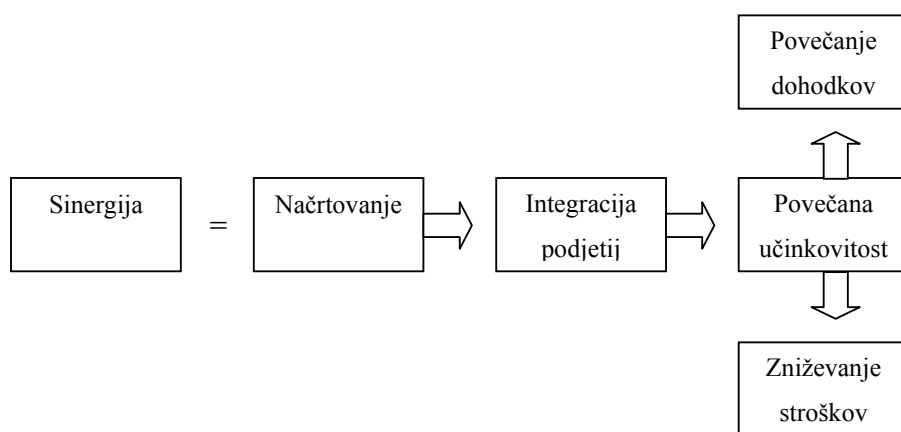 Povečanje
dohodkov
Sinergija
=
Načrtovanje
Integracija
podjetij
Povečana
učinkovitost
Zniževanje
stroškov